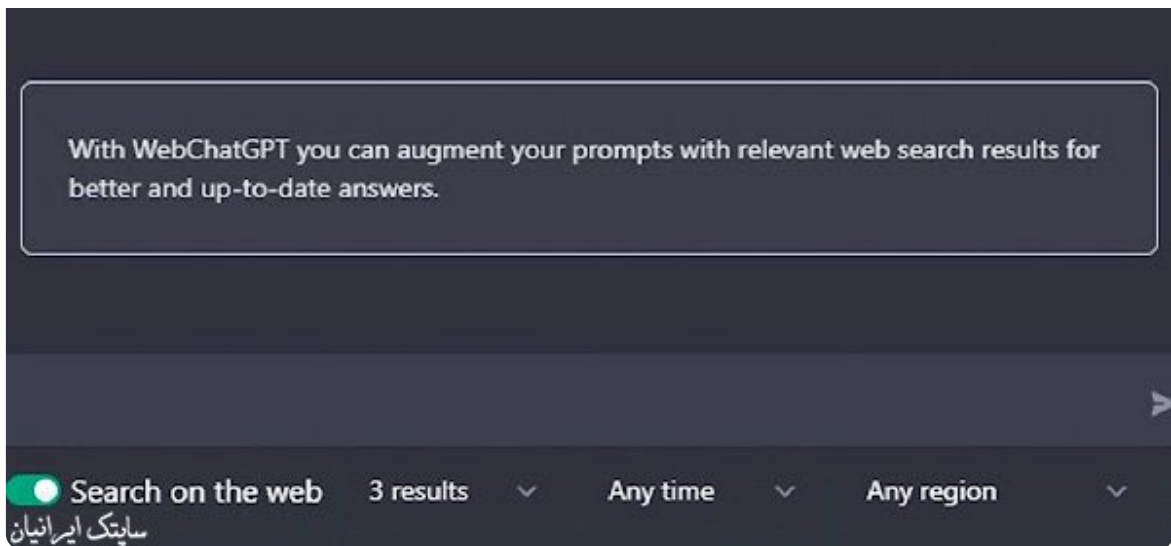 With WebChatGPT you can augment your prompts with relevant web search results for
better and up-to-date answers.
Search on the web 3 results Any time Any region
سایتک ایرانیان